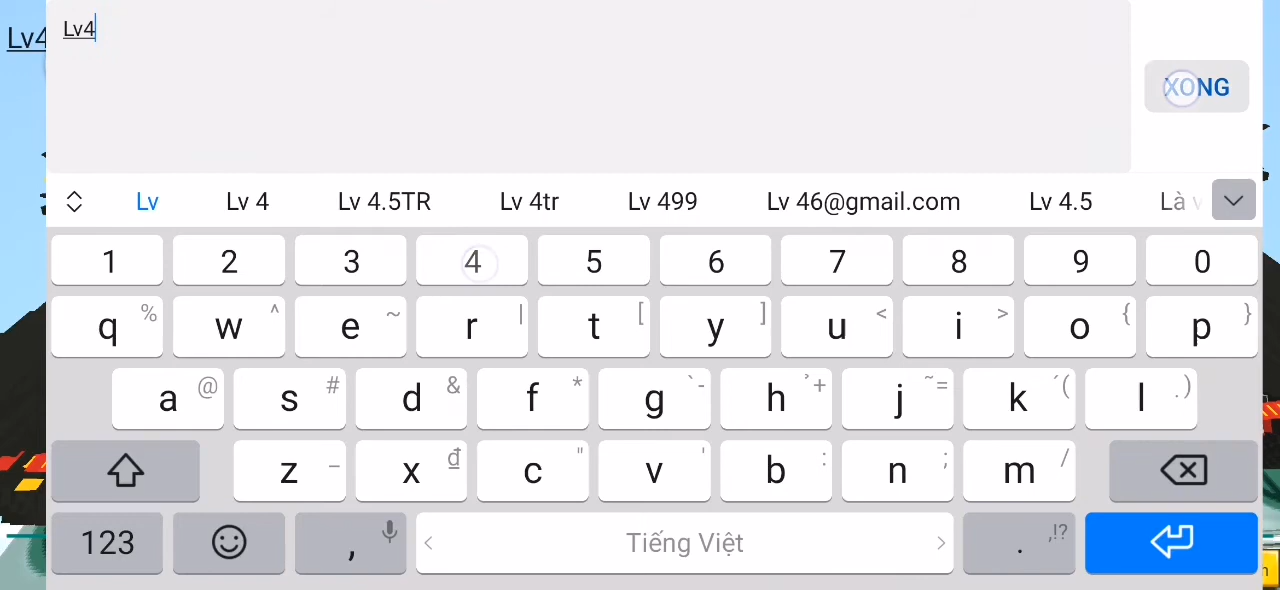 Lv4
Lv4
XONG
Lv Lv 4 Lv 4.5TR Lv 4tr Lv 499 Lv 46@gmail.com Lv 4.5 Là v
1 2 3 4 5 6 7 8 9 0
q % w ^ e ~ r | t [ y ] u < i > o { p }
a @ s # d & f * g ` - h ̉ + j ~ = k ´ ( l . )
z – x ₫ c " v ' b : n ; m /
123 , < Tiếng Việt > . ,!?
n